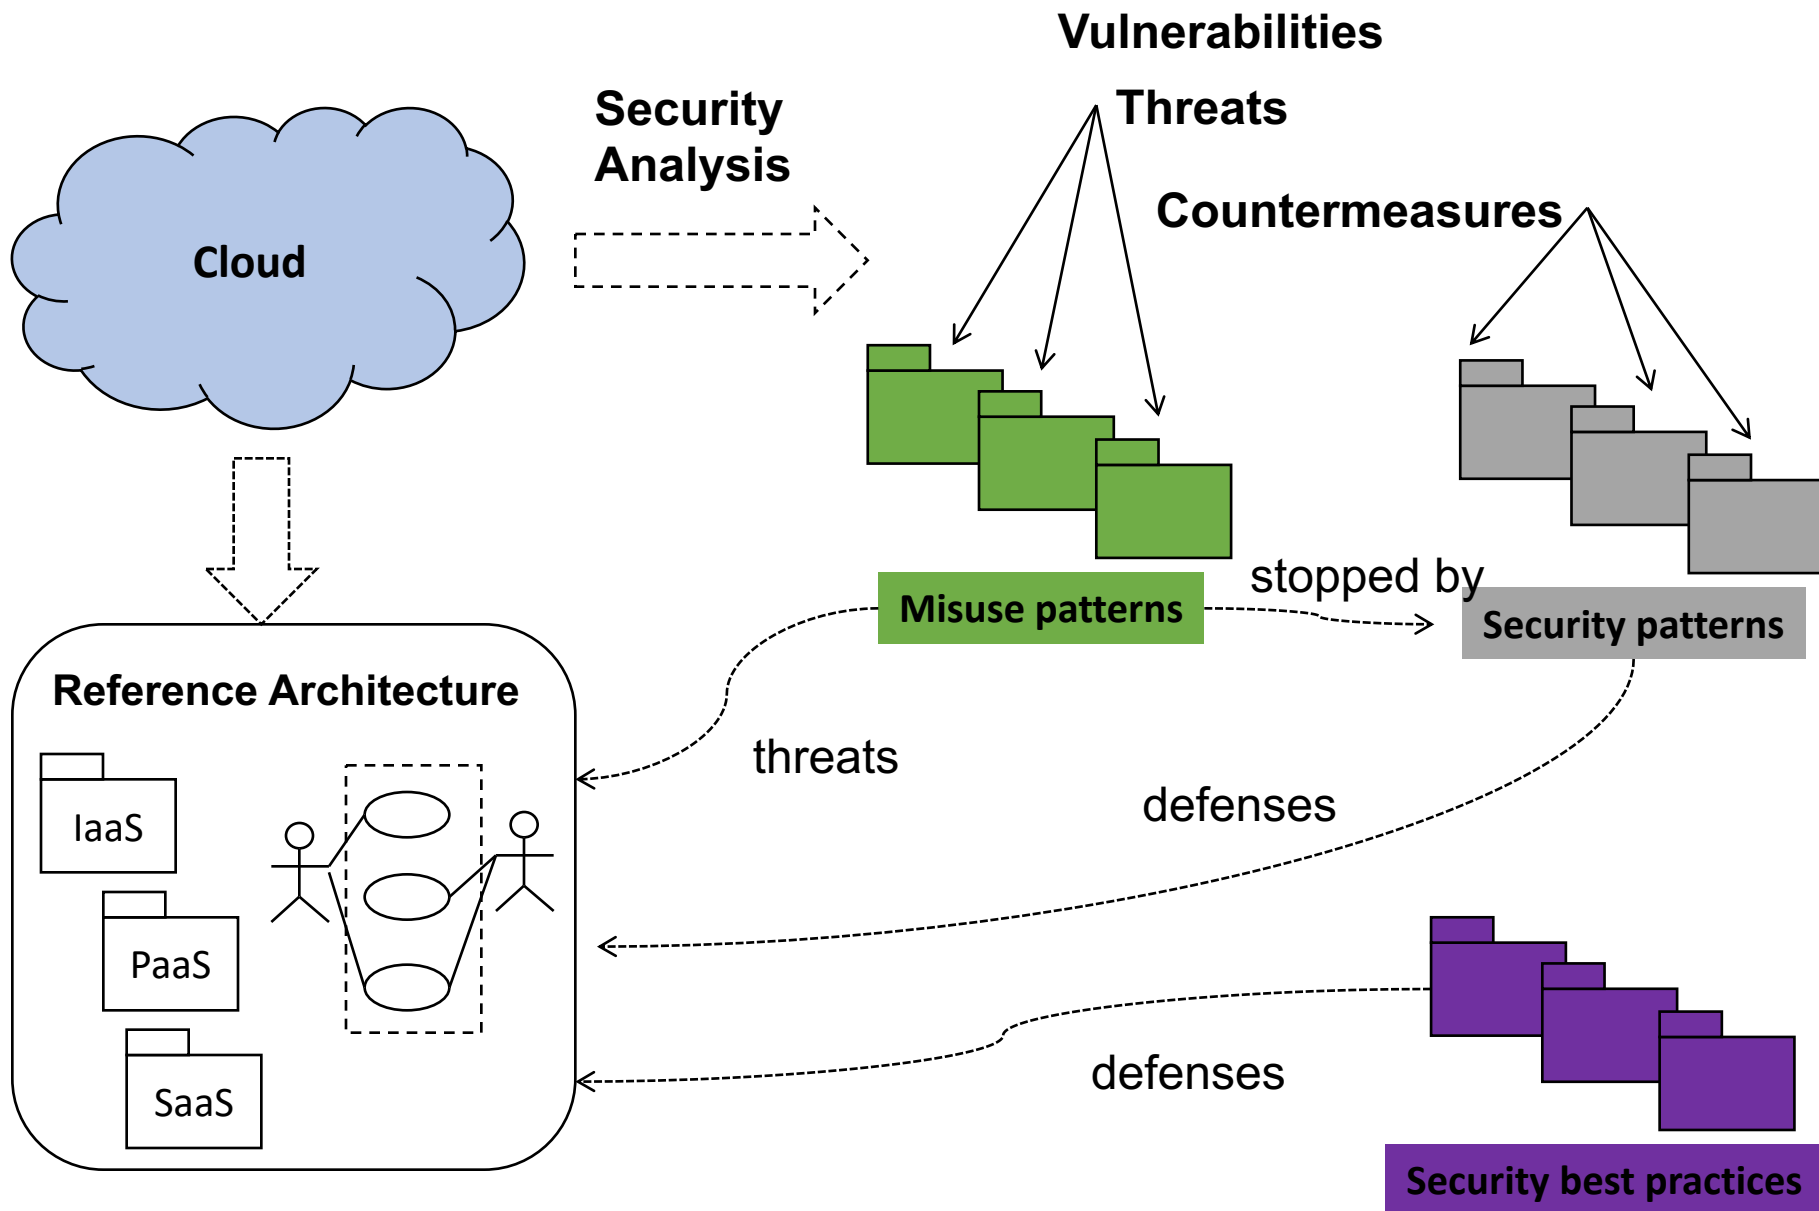 Vulnerabilities
Security
Analysis
Threats
Countermeasures
Cloud
stopped by
Misuse patterns
Security patterns
Reference Architecture
threats
defenses
IaaS
PaaS
SaaS
defenses
Security best practices